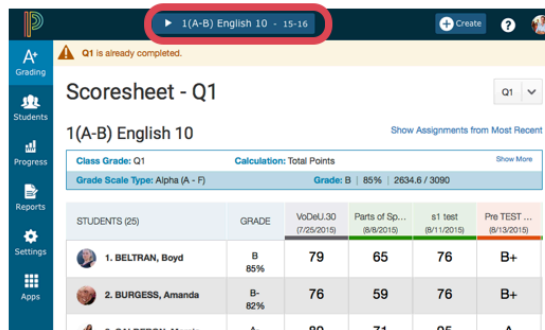 1(A-B) English 10 - 15-16
Create
?
A+
Grading
Q1 is already completed.
Students
Scoresheet - Q1
Q1
Progress
1(A-B) English 10
Show Assignments from Most Recent
Class Grade: Q1
Calculation: Total Points
Show More
Grade Scale Type: Alpha (A - F)
Grade: B | 85% | 2634.6 / 3090
Reports
STUDENTS (25)
GRADE
VoDeU.30
(7/25/2015)
Parts of Sp...
(8/8/2015)
s1 test
(8/11/2015)
Pre TEST ...
(8/13/2015)
Settings
1. BELTRAN, Boyd
B
85%
79
65
76
B+
Apps
2. BURGESS, Amanda
B-
82%
76
59
76
B+